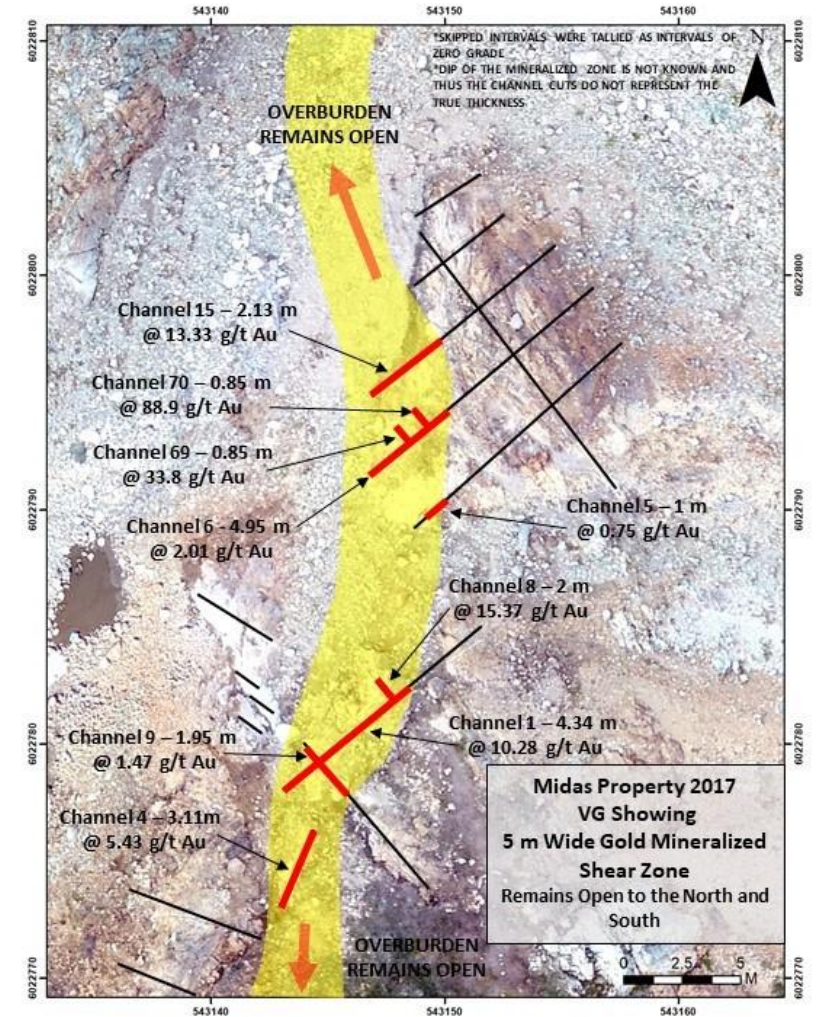 543140
543150
543160
6022810
6022810
*SKIPPED INTERVALS WERE TALLIED AS INTERVALS OF
ZERO GRADE
*DIP OF THE MINERALIZED ZONE IS NOT KNOWN AND
THUS THE CHANNEL CUTS DO NOT REPRESENT THE
TRUE THICKNESS
N
OVERBURDEN
REMAINS OPEN
6022800
6022800
Channel 15 – 2.13 m
@ 13.33 g/t Au
Channel 70 – 0.85 m
@ 88.9 g/t Au
Channel 69 – 0.85 m
@ 33.8 g/t Au
Channel 6 - 4.95 m
@ 2.01 g/t Au
6022790
6022790
Channel 5 – 1 m
@ 0.75 g/t Au
Channel 8 – 2 m
@ 15.37 g/t Au
Channel 9 – 1.95 m
@ 1.47 g/t Au
Channel 1 – 4.34 m
@ 10.28 g/t Au
6022780
6022780
Channel 4 – 3.11m
@ 5.43 g/t Au
Midas Property 2017
VG Showing
5 m Wide Gold Mineralized
Shear Zone
Remains Open to the North and
South
OVERBURDEN
REMAINS OPEN
0 2.5 5
M
6022770
6022770
543140
543150
543160